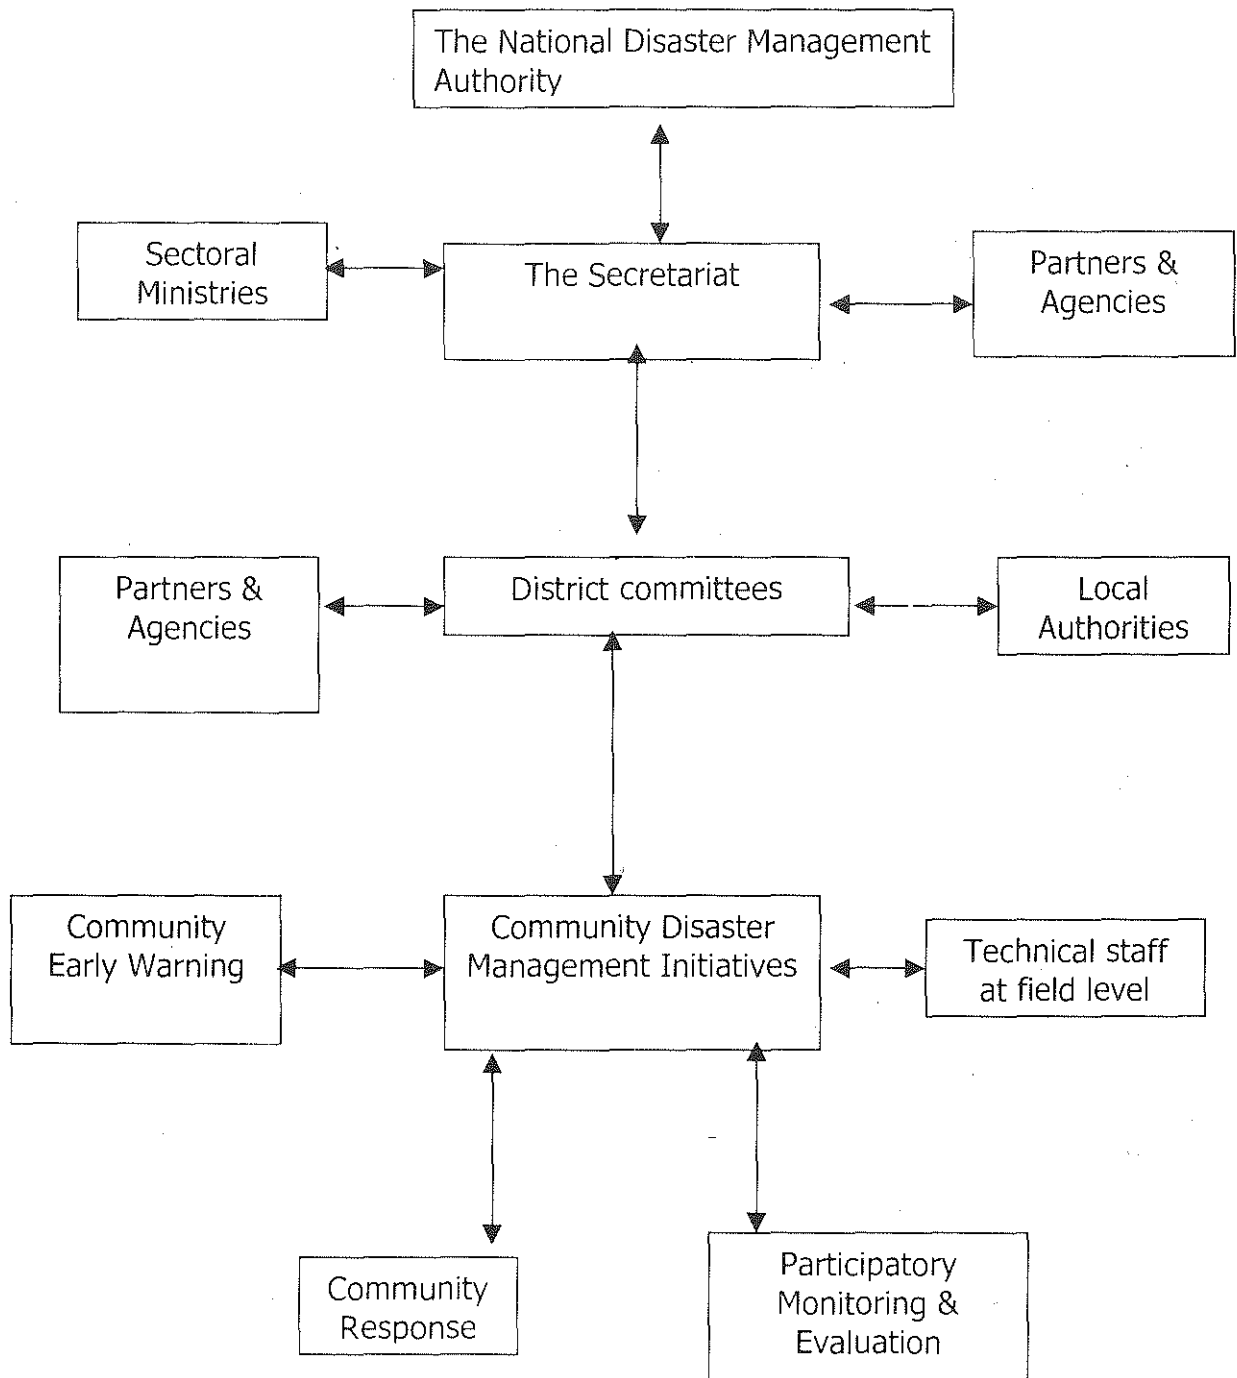 The National Disaster Management
Authority
Sectoral
Ministries
The Secretariat
Partners &
Agencies
Partners &
Agencies
District committees
Local
Authorities
Community
Early Warning
Community Disaster
Management Initiatives
Technical staff
at field level
Community
Response
Participatory
Monitoring &
Evaluation